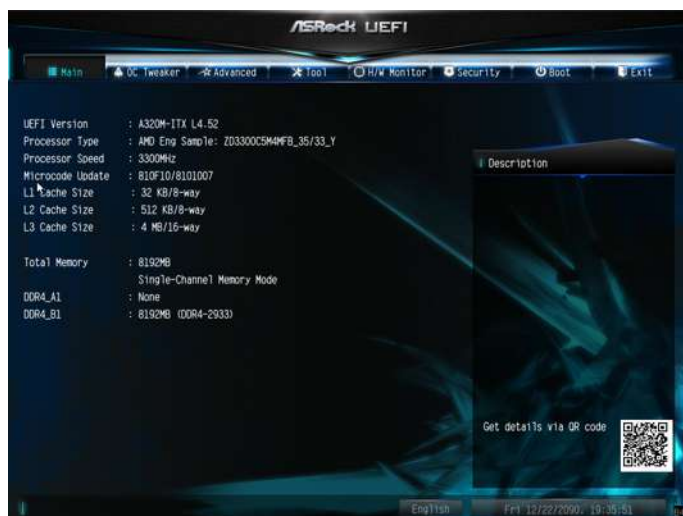 ASRock UEFI
Main OC Tweaker Advanced Tool H/W Monitor Security Boot Exit
UEFI Version : A320M-ITX L4.52
Processor Type : AMD Eng Sample: ZD3300C5M4MFB_35/33_Y
Processor Speed : 3300MHz
Microcode Update : 810F10/8101007
L1 Cache Size : 32 KB/8-way
L2 Cache Size : 512 KB/8-way
L3 Cache Size : 4 MB/16-way
Total Memory : 8192MB
Single-Channel Memory Mode
DDR4_A1 : None
DDR4_B1 : 8192MB (DDR4-2933)
Description
Get details via QR code
English
Fri 12/22/2090, 19:35:51